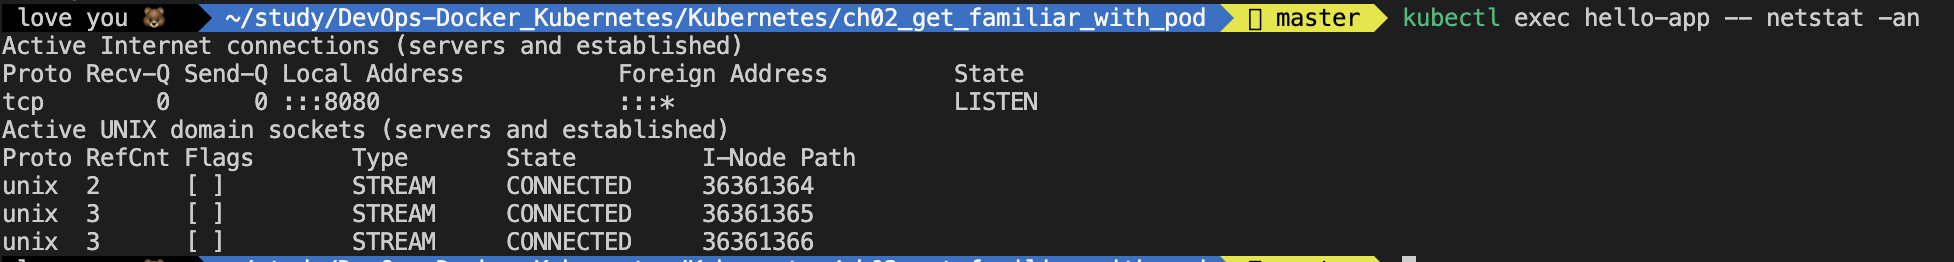 love you 🐻 ~/study/DevOps-Docker_Kubernetes/Kubernetes/ch02_get_familiar_with_pod master kubectl exec hello-app -- netstat -an
Active Internet connections (servers and established)
Proto Recv-Q Send-Q Local Address           Foreign Address         State
tcp        0      0 :::8080                 :::*                    LISTEN
Active UNIX domain sockets (servers and established)
Proto RefCnt Flags       Type       State         I-Node Path
unix  2      [ ]         STREAM     CONNECTED     36361364
unix  3      [ ]         STREAM     CONNECTED     36361365
unix  3      [ ]         STREAM     CONNECTED     36361366